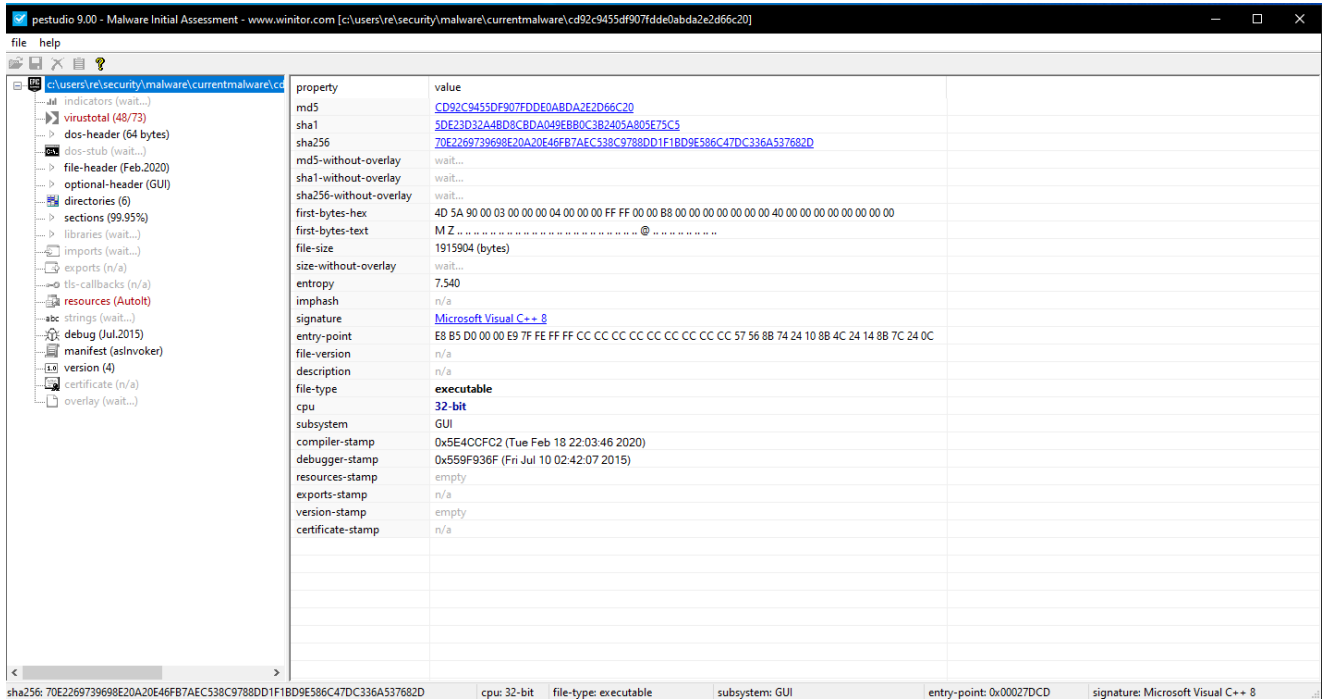 pestudio 9.00 - Malware Initial Assessment - www.winitor.com [c:\users\re\security\malware\currentmalware\cd92c9455df907fdde0abda2e2d66c20]
file help
c:\users\re\security\malware\currentmalware\cd
indicators (wait...)
virustotal (48/73)
dos-header (64 bytes)
dos-stub (wait...)
file-header (Feb.2020)
optional-header (GUI)
directories (6)
sections (99.95%)
libraries (wait...)
imports (wait...)
exports (n/a)
tls-callbacks (n/a)
resources (AutoIt)
abc strings (wait...)
debug (Jul.2015)
manifest (asInvoker)
1.0 version (4)
certificate (n/a)
overlay (wait...)
property value
md5 CD92C9455DF907FDDE0ABDA2E2D66C20
sha1 5DE23D32A4BD8CBDA049EBB0C3B2405A805E75C5
sha256 70E2269739698E20A20E46FB7AEC538C9788DD1F1BD9E586C47DC336A537682D
md5-without-overlay wait...
sha1-without-overlay wait...
sha256-without-overlay wait...
first-bytes-hex 4D 5A 90 00 03 00 00 00 04 00 00 00 FF FF 00 00 B8 00 00 00 00 00 00 00 40 00 00 00 00 00 00 00
first-bytes-text M Z .. .. .. .. .. .. .. .. .. .. .. .. .. .. .. .. .. .. .. .. .. .. @ .. .. .. .. .. .. ..
file-size 1915904 (bytes)
size-without-overlay wait...
entropy 7.540
imphash n/a
signature Microsoft Visual C++ 8
entry-point E8 B5 D0 00 00 E9 7F FE FF FF CC CC CC CC CC CC CC CC CC CC 57 56 8B 74 24 10 8B 4C 24 14 8B 7C 24 0C
file-version n/a
description n/a
file-type executable
cpu 32-bit
subsystem GUI
compiler-stamp 0x5E4CCFC2 (Tue Feb 18 22:03:46 2020)
debugger-stamp 0x559F936F (Fri Jul 10 02:42:07 2015)
resources-stamp empty
exports-stamp n/a
version-stamp empty
certificate-stamp n/a
sha256: 70E2269739698E20A20E46FB7AEC538C9788DD1F1BD9E586C47DC336A537682D cpu: 32-bit file-type: executable subsystem: GUI entry-point: 0x00027DCD signature: Microsoft Visual C++ 8